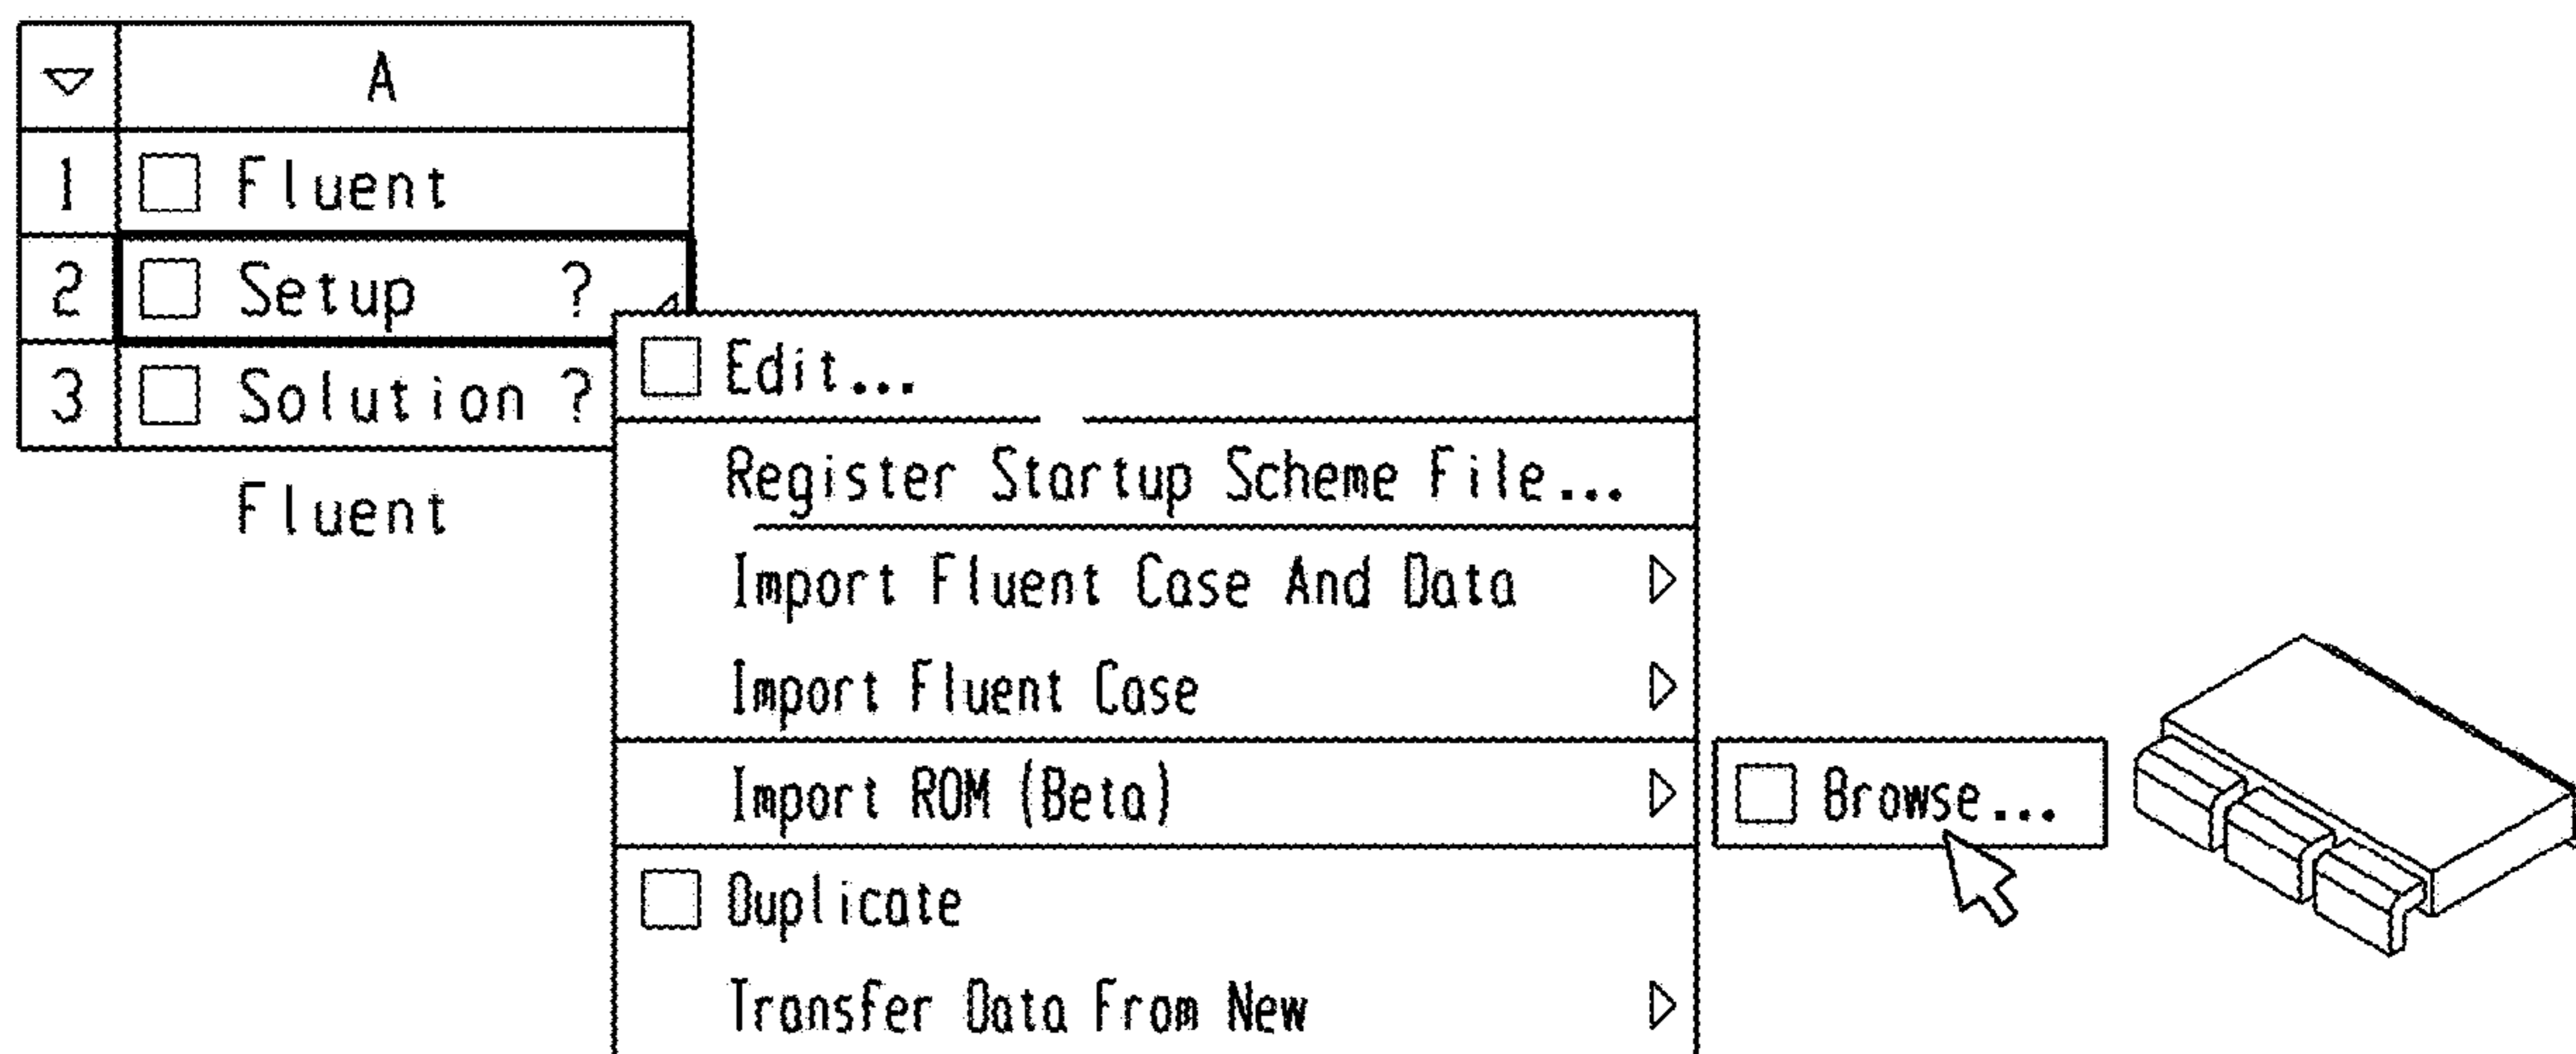 A
1 Fluent
2 Setup ?
3 Solution ?
Fluent
Edit...
Register Startup Scheme File...
Import Fluent Case And Data
Import Fluent Case
Import ROM (Beta)
Browse...
Duplicate
Transfer Data From New